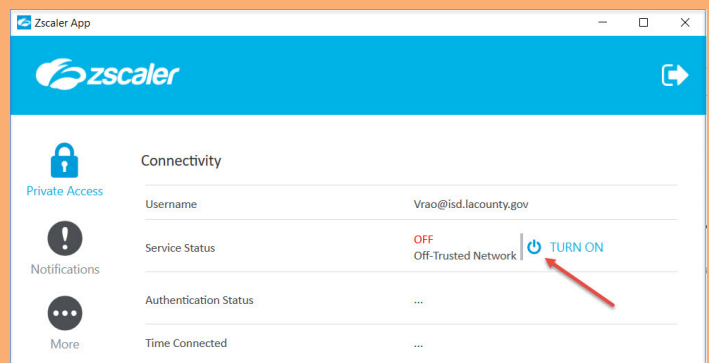 Zscaler App
zscaler
Private Access
Notifications
More
Connectivity
Username Vrao@isd.lacounty.gov
Service Status OFF
Off-Trusted Network TURN ON
Authentication Status ...
Time Connected ...